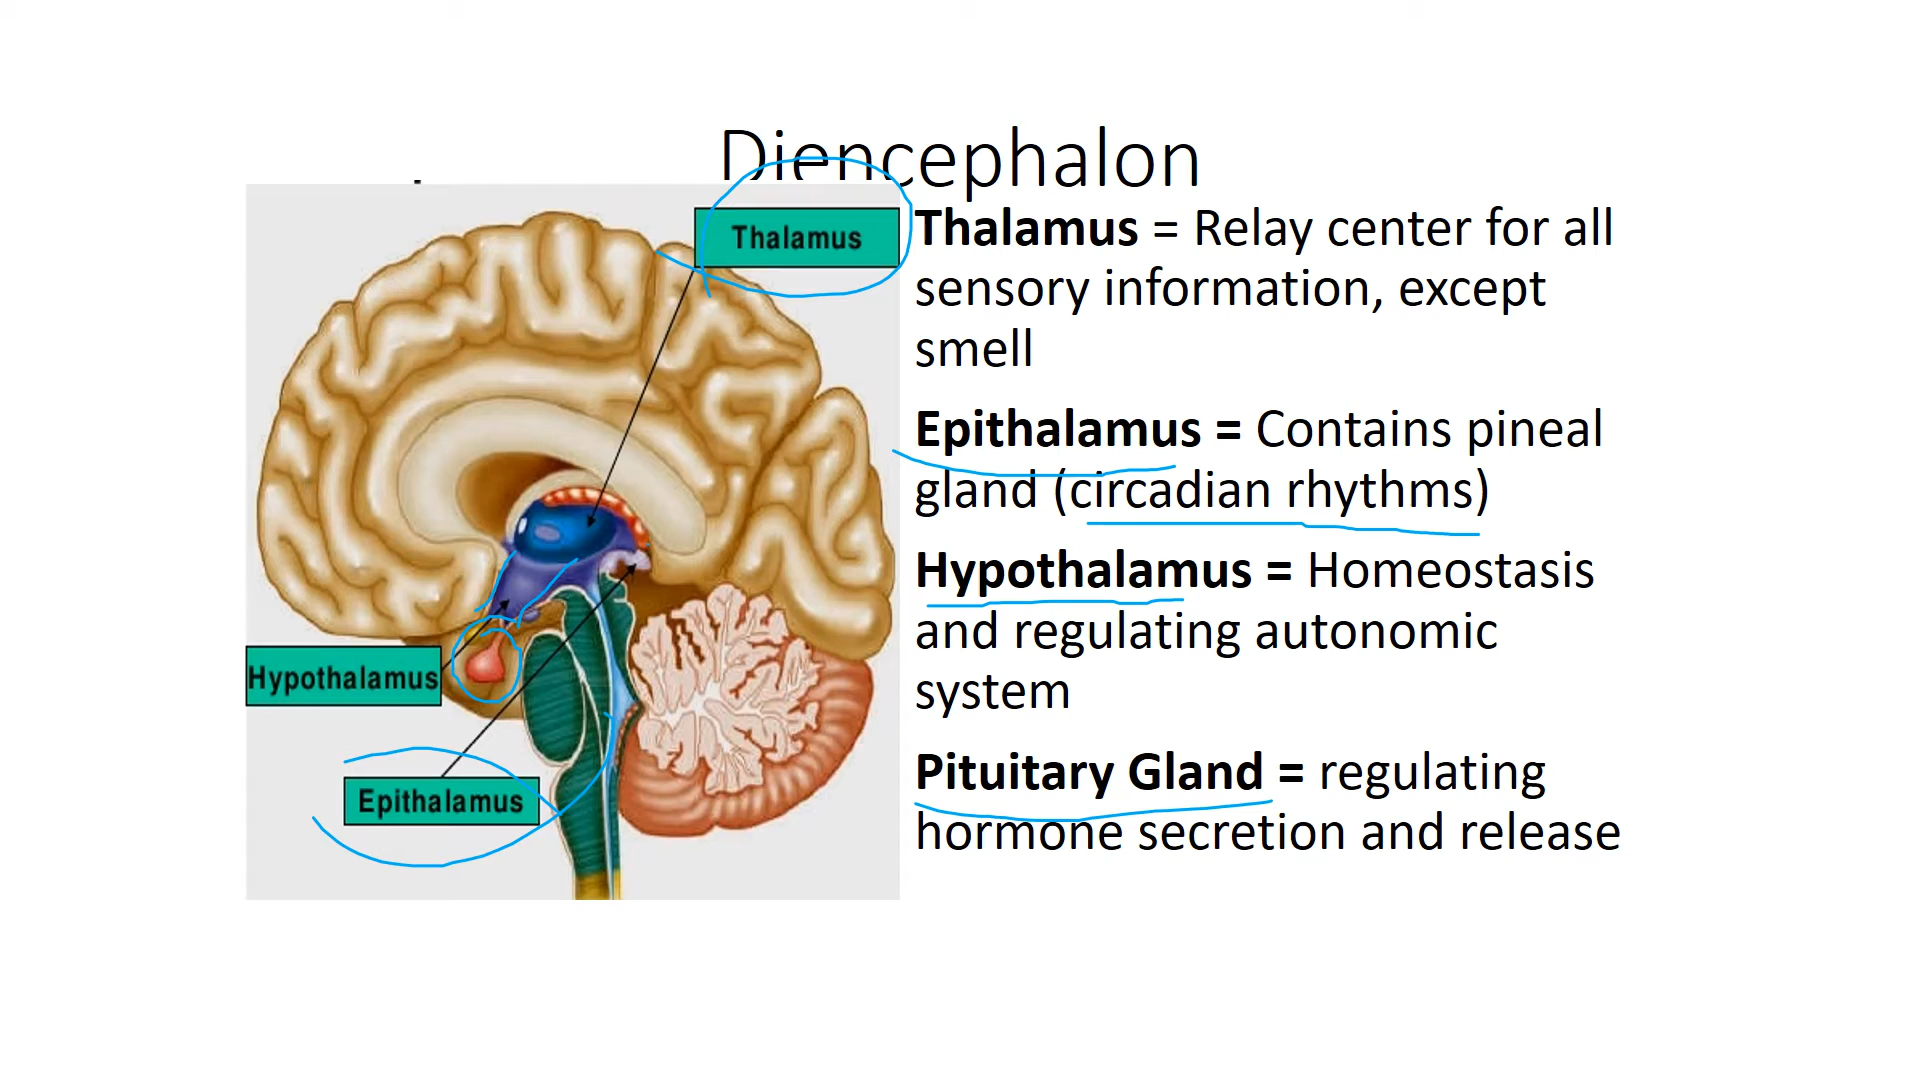 Diencephalon
Thalamus
Hypothalamus
Epithalamus
Thalamus = Relay center for all
sensory information, except
smell
Epithalamus = Contains pineal
gland (circadian rhythms)
Hypothalamus = Homeostasis
and regulating autonomic
system
Pituitary Gland = regulating
hormone secretion and release